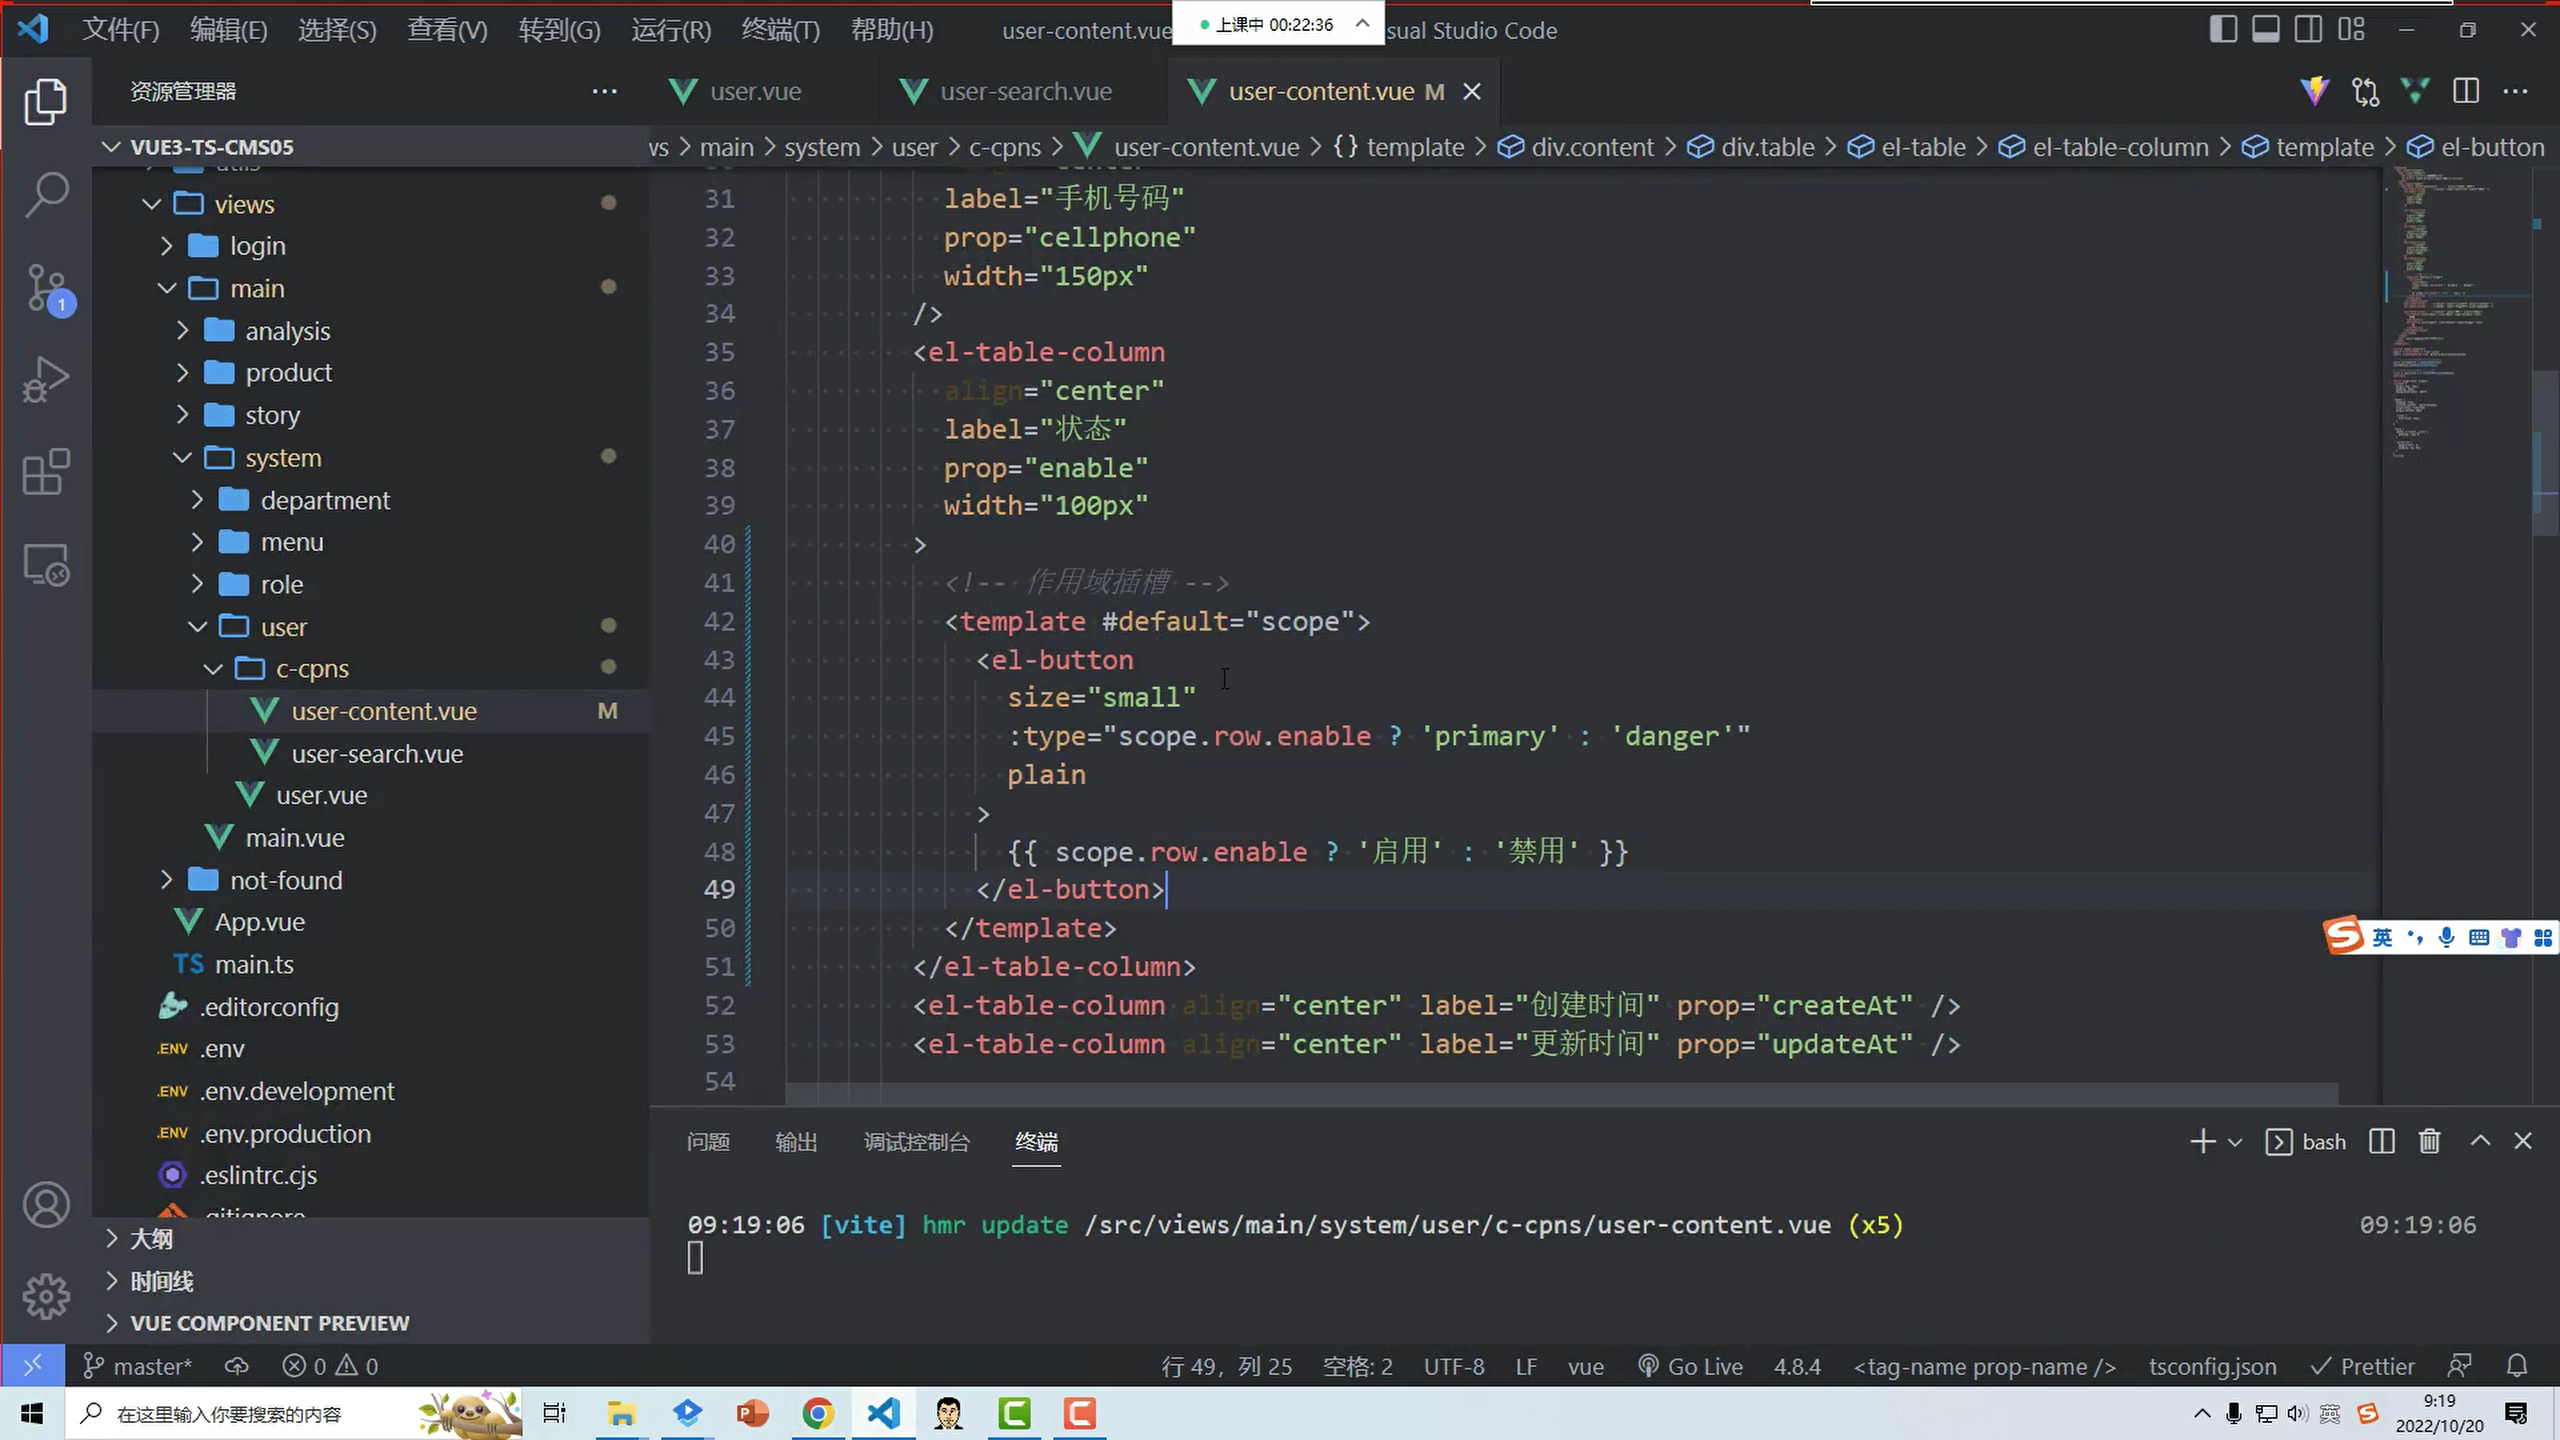 文件(F) 编辑(E) 选择(S) 查看(V) 转到(G) 运行(R) 终端(T) 帮助(H) user-content.vue 上课中 00:22:36 sual Studio Code
资源管理器
user.vue user-search.vue user-content.vue M
VUE3-TS-CMS05
ws main system user c-cpns user-content.vue {} template div.content div.table el-table el-table-column template el-button
utils
views
login
main
analysis
product
story
system
department
menu
role
user
c-cpns
user-content.vue M
user-search.vue
user.vue
main.vue
not-found
App.vue
TS main.ts
.editorconfig
.ENV .env
.ENV .env.development
.ENV .env.production
.eslintrc.cjs
.gitignore
大纲
时间线
VUE COMPONENT PREVIEW
1
31 label="手机号码"
32 prop="cellphone"
33 width="150px"
34 />
35 <el-table-column
36 align="center"
37 label="状态"
38 prop="enable"
39 width="100px"
40 >
41 <!-- 作用域插槽 -->
42 <template #default="scope">
43 <el-button
44 size="small"
45 :type="scope.row.enable ? 'primary' : 'danger'"
46 plain
47 >
48 {{ scope.row.enable ? '启用' : '禁用' }}
49 </el-button>
50 </template>
51 </el-table-column>
52 <el-table-column align="center" label="创建时间" prop="createAt" />
53 <el-table-column align="center" label="更新时间" prop="updateAt" />
54
英
问题 输出 调试控制台 终端 bash
09:19:06 [vite] hmr update /src/views/main/system/user/c-cpns/user-content.vue (x5) 09:19:06
master* 0 0 行 49，列 25 空格: 2 UTF-8 LF vue Go Live 4.8.4 <tag-name prop-name /> tsconfig.json Prettier
在这里输入你要搜索的内容
英
9:19
2022/10/20